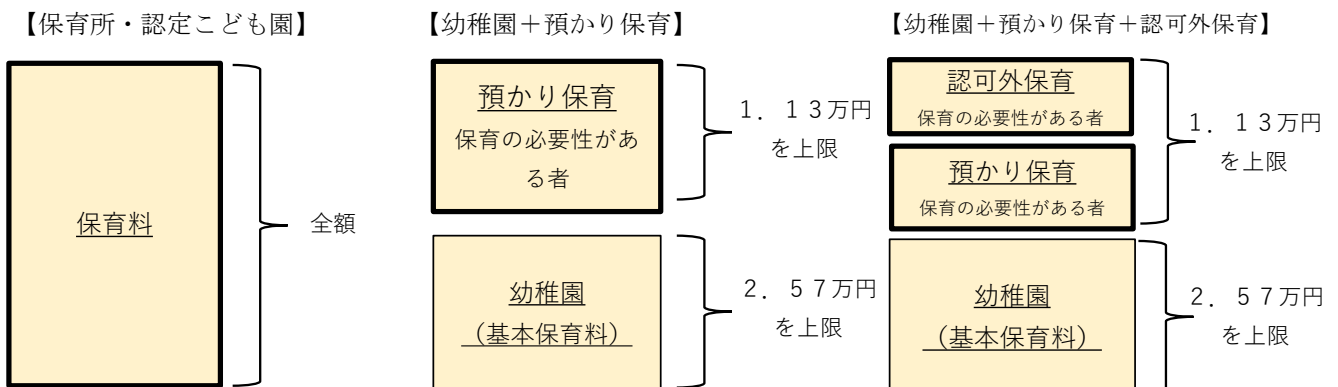 【保育所・認定こども園】
保育料
全額
【幼稚園＋預かり保育】
預かり保育
保育の必要性があ
る者
１．１３万円
を上限
幼稚園
（基本保育料）
２．５７万円
を上限
【幼稚園＋預かり保育＋認可外保育】
認可外保育
保育の必要性がある者
預かり保育
保育の必要性がある者
１．１３万円
を上限
幼稚園
（基本保育料）
２．５７万円
を上限